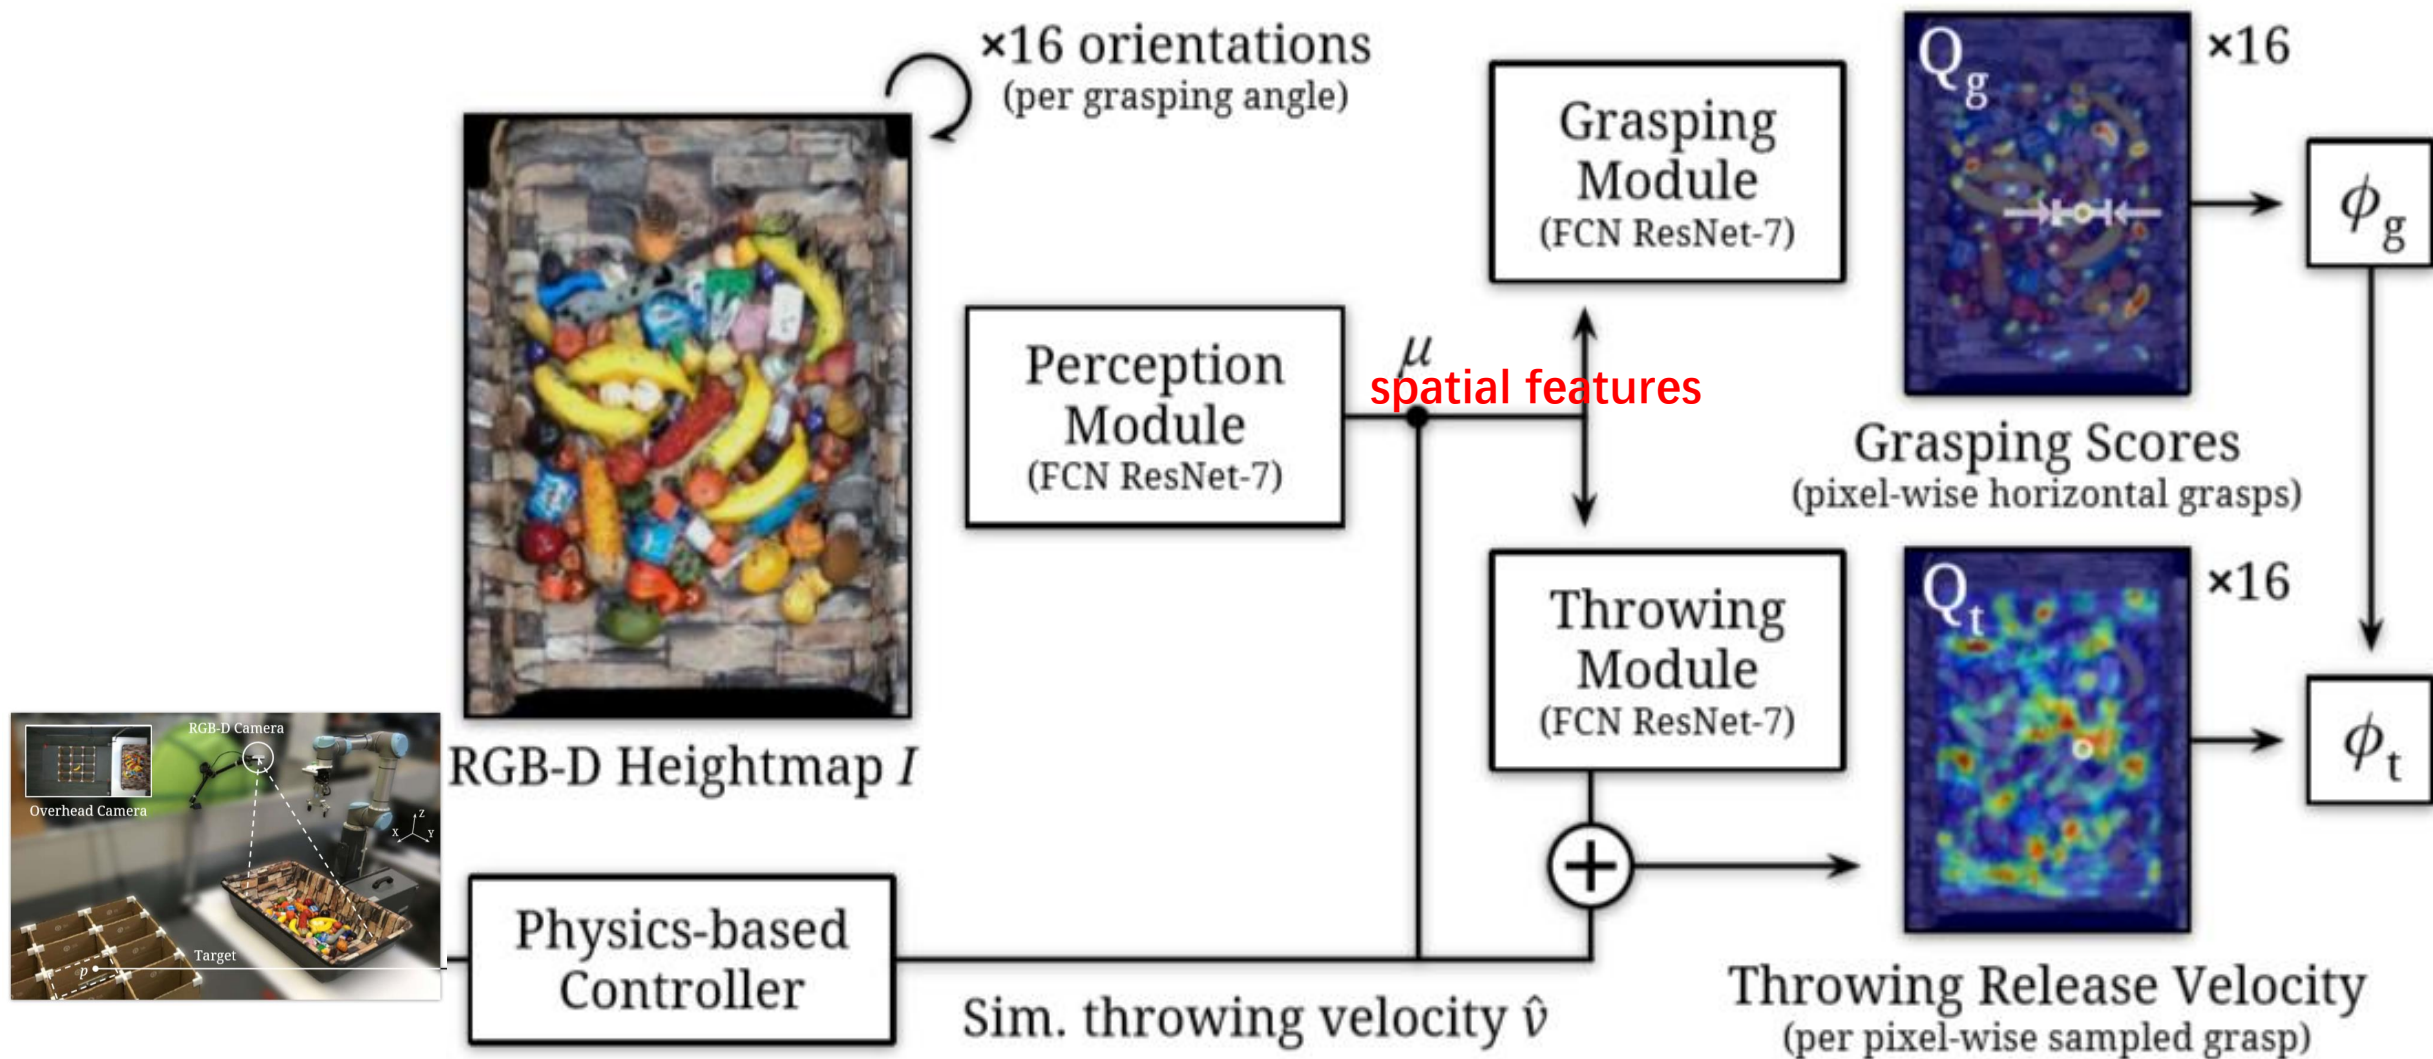 ×16 orientations
(per grasping angle)
RGB-D Heightmap I
Perception
Module
(FCN ResNet-7)
μ
spatial features
Grasping
Module
(FCN ResNet-7)
Throwing
Module
(FCN ResNet-7)
+
Qg
×16
Grasping Scores
(pixel-wise horizontal grasps)
ϕg
Qt
×16
Throwing Release Velocity
(per pixel-wise sampled grasp)
ϕt
RGB-D Camera
Overhead Camera
Z
X
Y
Target
p
Physics-based
Controller
Sim. throwing velocity v̂